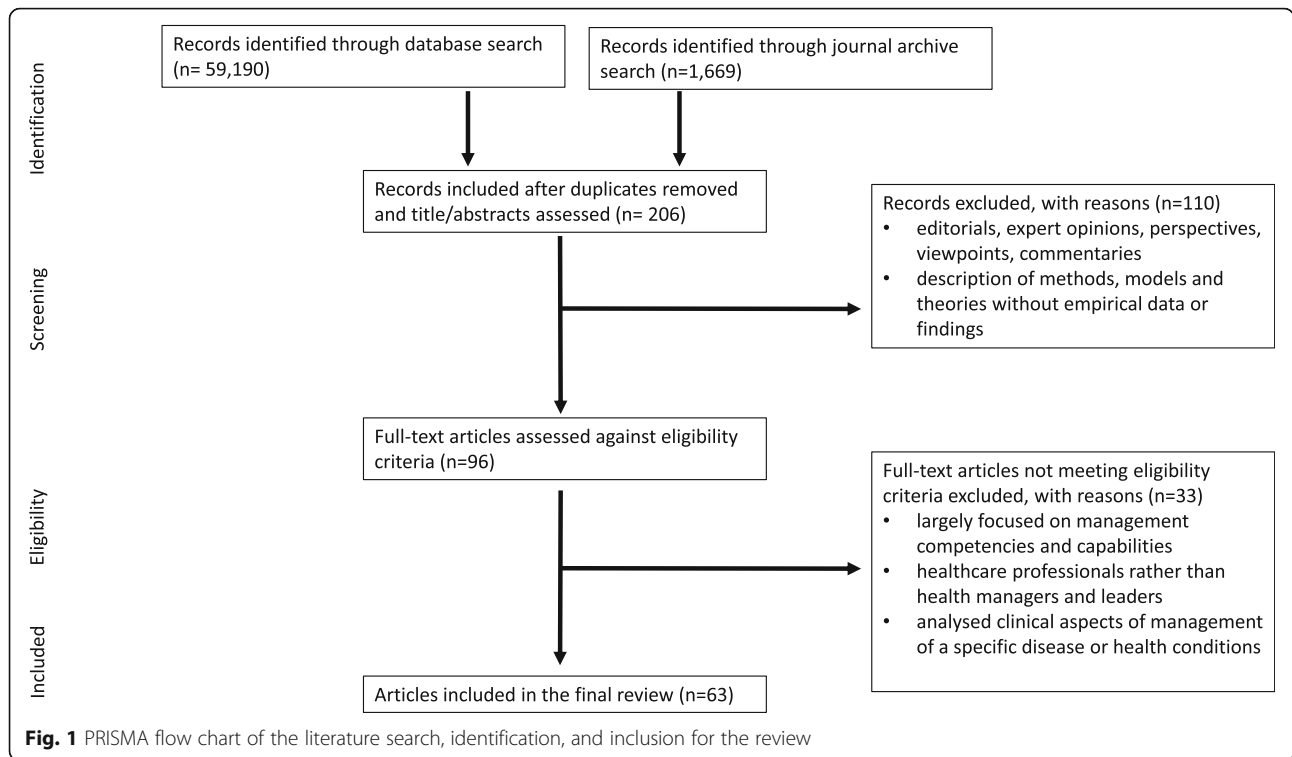 Identification
Records identified through database search
(n= 59,190)
Records identified through journal archive
search (n=1,669)
Records included after duplicates removed
and title/abstracts assessed (n= 206)
Screening
Records excluded, with reasons (n=110)
• editorials, expert opinions, perspectives,
viewpoints, commentaries
• description of methods, models and
theories without empirical data or
findings
Full-text articles assessed against eligibility
criteria (n=96)
Eligibility
Full-text articles not meeting eligibility
criteria excluded, with reasons (n=33)
• largely focused on management
competencies and capabilities
• healthcare professionals rather than
health managers and leaders
• analysed clinical aspects of management
of a specific disease or health conditions
Included
Articles included in the final review (n=63)
Fig. 1 PRISMA flow chart of the literature search, identification, and inclusion for the review